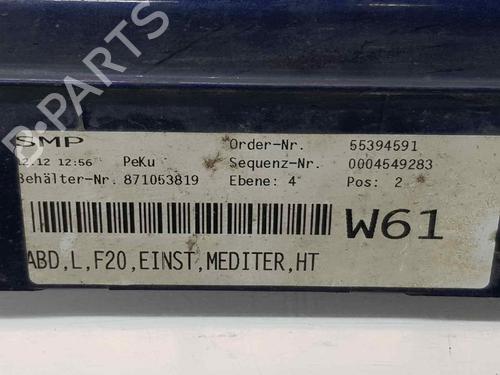 B-PARTS
SMP Order-Nr. 55394591
12.12 12:56 PeKu Sequenz-Nr. 0004549283
Behälter-Nr. 871053819 Ebene: 4 Pos: 2
W61
ABD,L,F20,EINST,MEDITER,HT